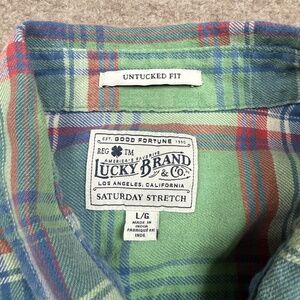 UNTUCKED FIT
EST. GOOD FORTUNE 1990
REG TM
AMERICA'S FAVORITE
LUCKY BRAND
& CO.
LOS ANGELES, CALIFORNIA
SATURDAY STRETCH
L/G
MADE IN
INDIA
FABRIQUÉ EN
INDE